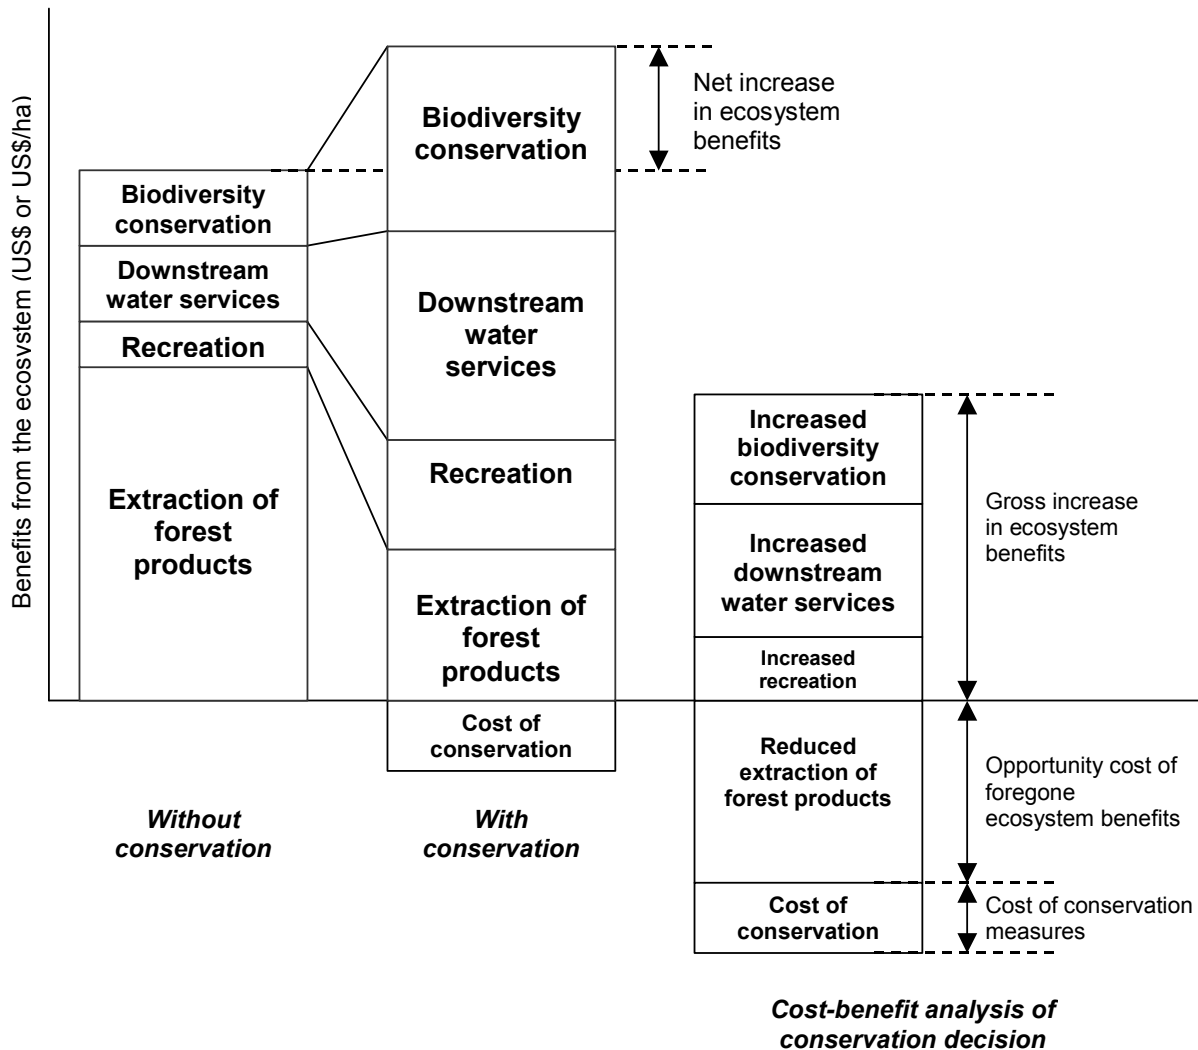 Benefits from the ecosystem (US$ or US$/ha)
Biodiversity
conservation
Downstream
water services
Recreation
Extraction of
forest
products
Without
conservation
Biodiversity
conservation
Downstream
water
services
Recreation
Extraction of
forest
products
Cost of
conservation
With
conservation
Net increase
in ecosystem
benefits
Increased
biodiversity
conservation
Increased
downstream
water services
Increased
recreation
Reduced
extraction of
forest products
Cost of
conservation
Gross increase
in ecosystem
benefits
Opportunity cost of
foregone
ecosystem benefits
Cost of conservation
measures
Cost-benefit analysis of
conservation decision